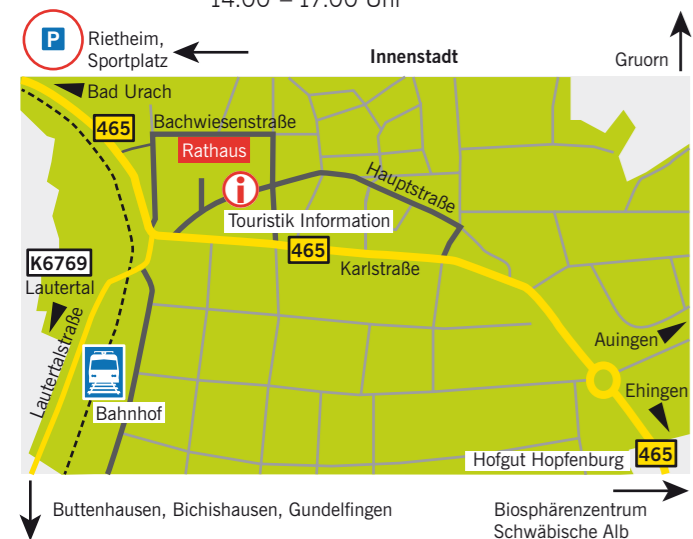 14.00 – 17.00 Uhr
P
Rietheim,
Sportplatz
Innenstadt
Gruorn
Bad Urach
465
Bachwiesenstraße
Rathaus
Hauptstraße
i
Touristik Information
465
Karlstraße
K6769
Lautertal
Lautertalstraße
Bahnhof
Auingen
Ehingen
Hofgut Hopfenburg
465
Buttenhausen, Bichishausen, Gundelfingen
Biosphärenzentrum
Schwäbische Alb